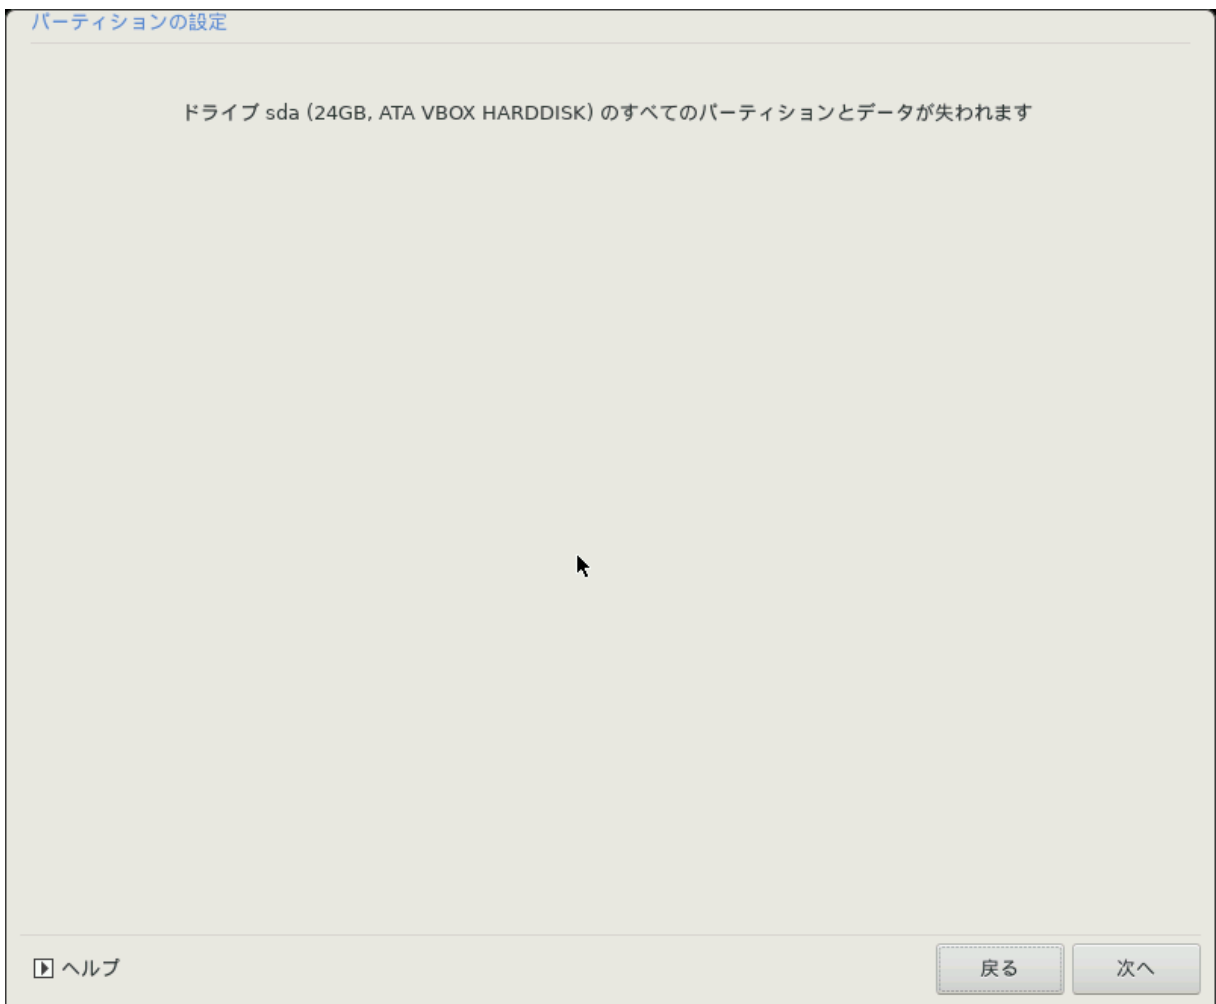 パーティションの設定
ドライブ sda (24GB, ATA VBOX HARDDISK) のすべてのパーティションとデータが失われます
ヘルプ
戻る
次へ